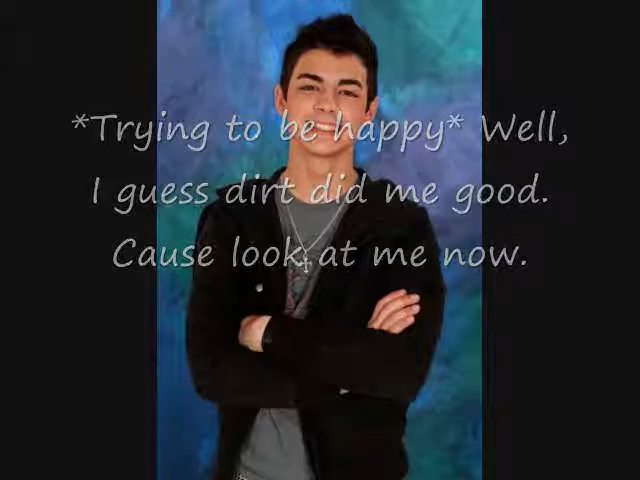 *Trying to be happy* Well,
I guess dirt did me good.
Cause look at me now.